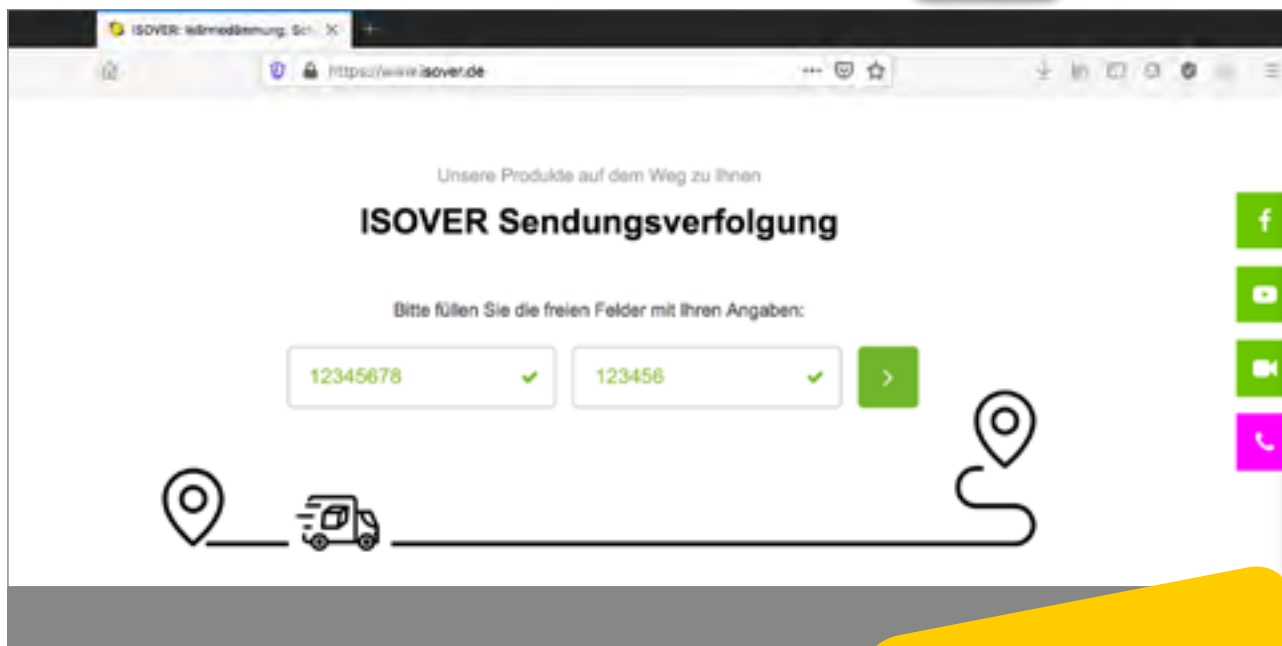 ISOVER: Wärmedämmung, Sch
https://www.isover.de
Unsere Produkte auf dem Weg zu Ihnen
ISOVER Sendungsverfolgung
Bitte füllen Sie die freien Felder mit Ihren Angaben:
12345678 123456